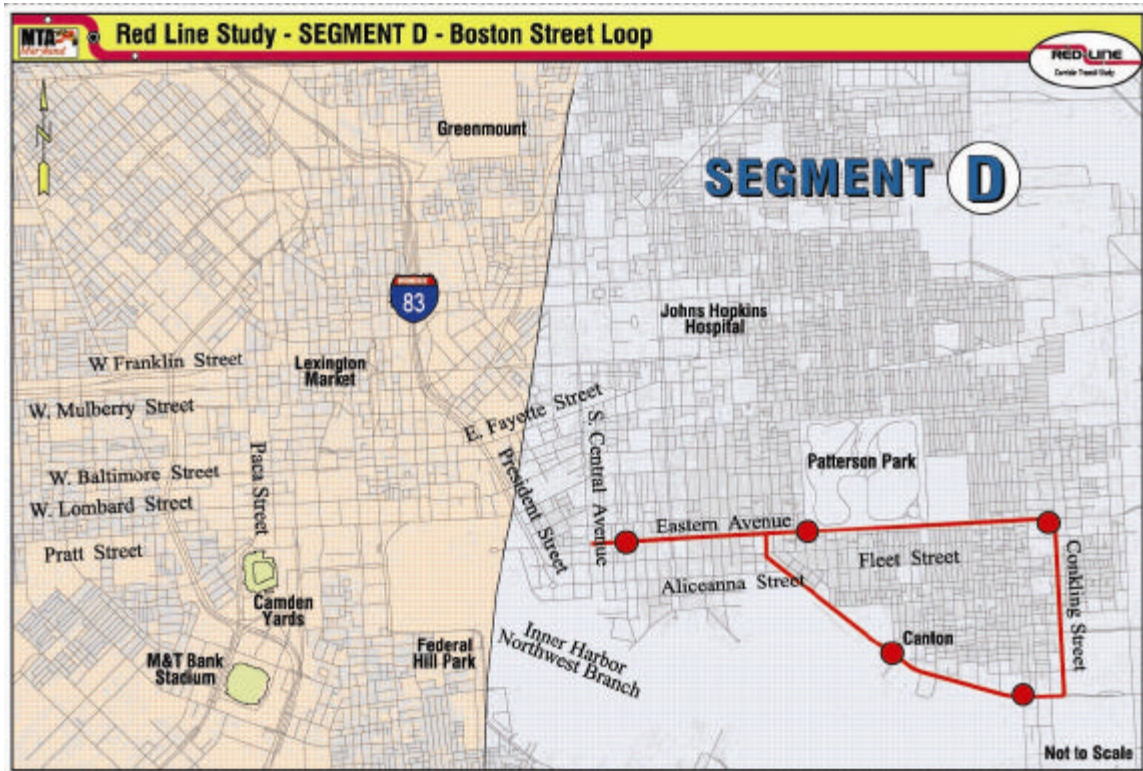 MTA
Maryland
Red Line Study - SEGMENT D - Boston Street Loop
RED LINE
Corridor Transit Study
N
Greenmount
SEGMENT D
83
Johns Hopkins
Hospital
W Franklin Street
Lexington
Market
W. Mulberry Street
E. Fayette Street
S. Central Avenue
Paca Street
W. Baltimore Street
President Street
Patterson Park
W. Lombard Street
Eastern Avenue
Pratt Street
Fleet Street
Conkling Street
Aliceanna Street
Camden
Yards
Inner Harbor
Northwest Branch
Canton
Federal
Hill Park
M&T Bank
Stadium
Not to Scale